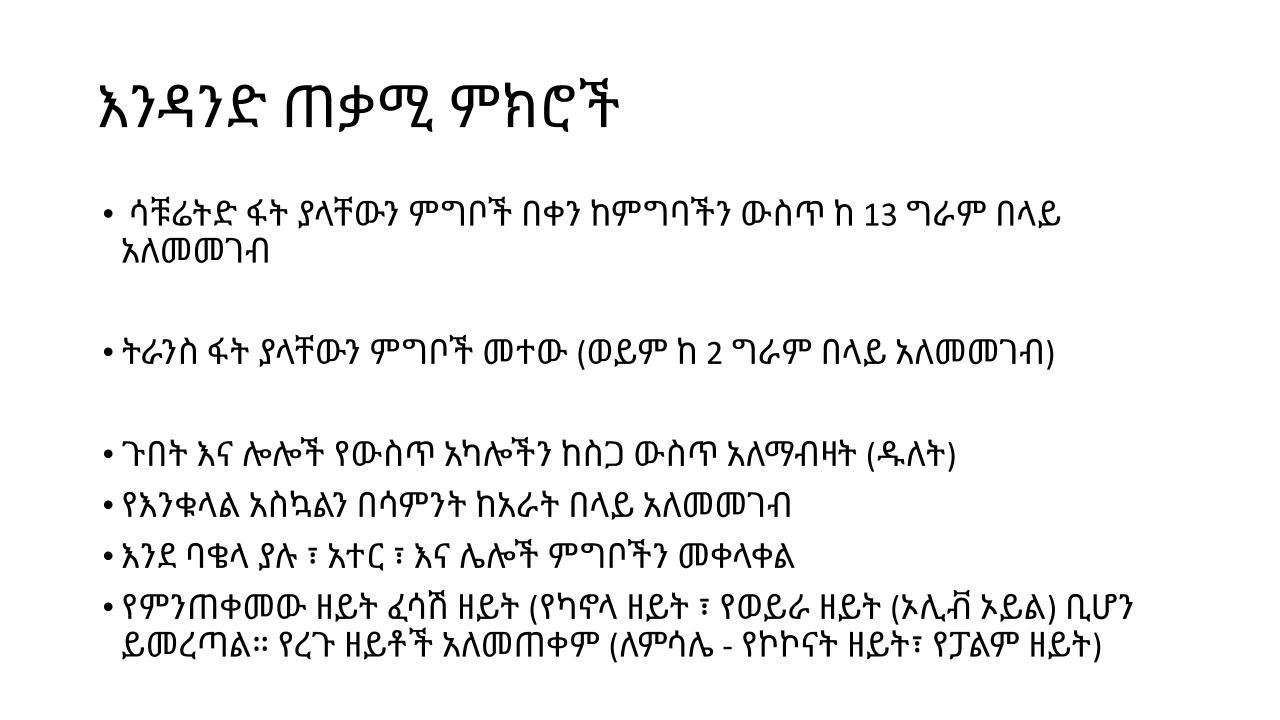 እንዳንድ ጠቃሚ ምክሮች
• ሳቹሬትድ ፋት ያላቸውን ምግቦች በቀን ከምግባችን ውስጥ ከ 13 ግራም በላይ
አለመመገብ
• ትራንስ ፋት ያላቸውን ምግቦች መተው (ወይም ከ 2 ግራም በላይ አለመመገብ)
• ጉበት እና ሎሎች የውስጥ አካሎችን ከስጋ ውስጥ አለማብዛት (ዱለት)
• የእንቁላል አስኳልን በሳምንት ከአራት በላይ አለመመገብ
• እንደ ባቄላ ያሉ ፣ አተር ፣ እና ሌሎች ምግቦችን መቀላቀል
• የምንጠቀመው ዘይት ፈሳሽ ዘይት (የካኖላ ዘይት ፣ የወይራ ዘይት (ኦሊቭ ኦይል) ቢሆን
ይመረጣል። የረጉ ዘይቶች አለመጠቀም (ለምሳሌ - የኮኮናት ዘይት፣ የፓልም ዘይት)